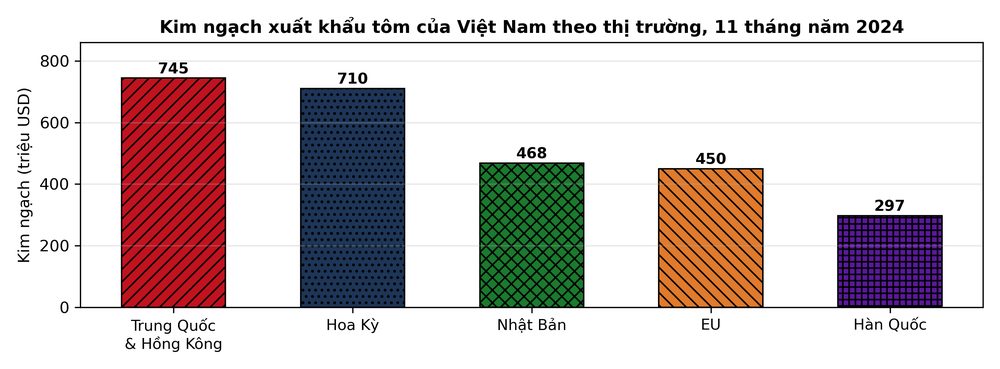 Kim ngạch xuất khẩu tôm của Việt Nam theo thị trường, 11 tháng năm 2024
Kim ngạch (triệu USD)
800
600
400
200
0
745
710
468
450
297
Trung Quốc
& Hồng Kông
Hoa Kỳ
Nhật Bản
EU
Hàn Quốc